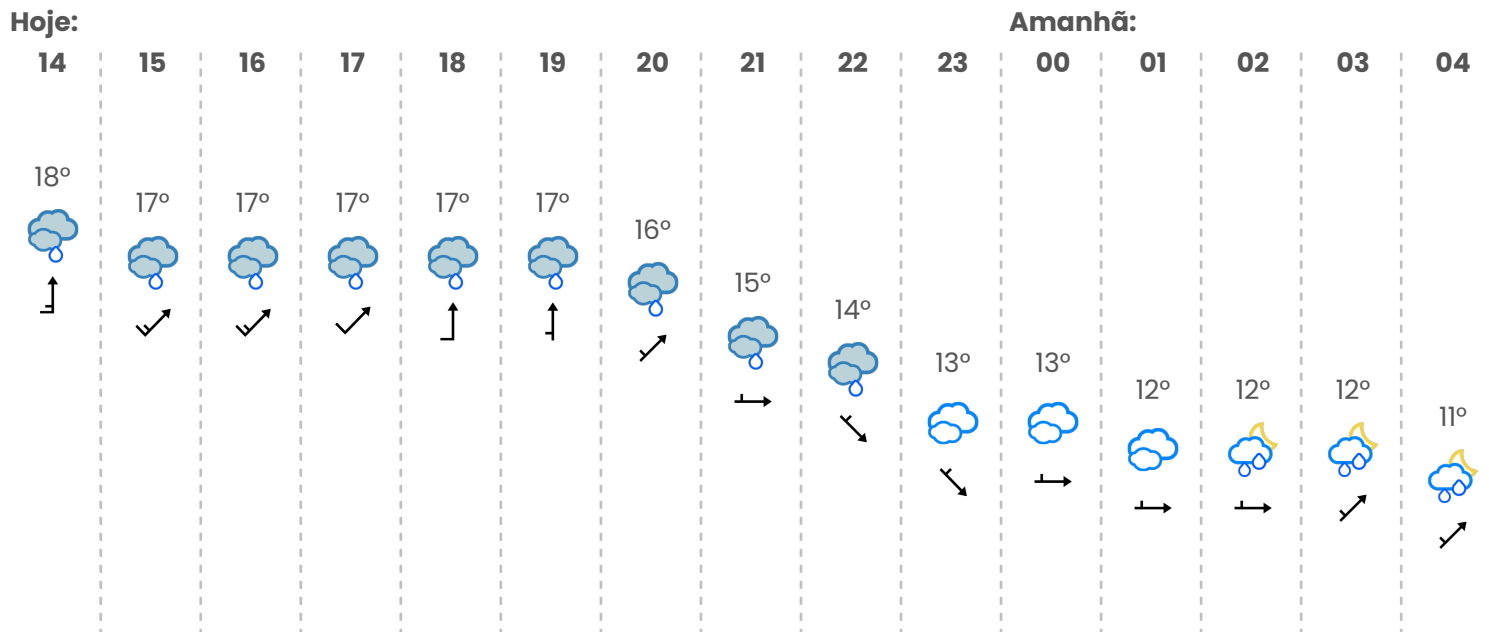 Hoje: Amanhã:
14 15 16 17 18 19 20 21 22 23 00 01 02 03 04
18º
17º 17º 17º 17º 17º
16º
15º
14º
13º 13º
12º 12º 12º
11º